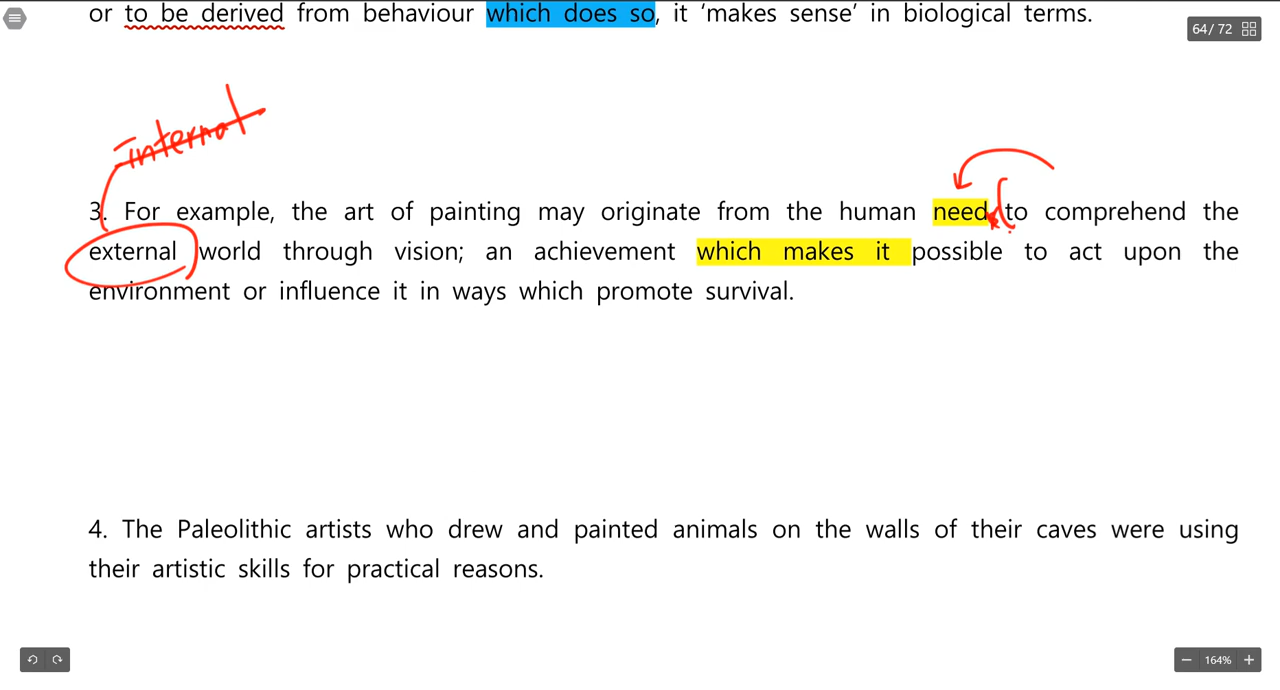 or to be derived from behaviour which does so, it ‘makes sense’ in biological terms.
64/ 72
internal
3. For example, the art of painting may originate from the human need to comprehend the
external world through vision; an achievement which makes it possible to act upon the
environment or influence it in ways which promote survival.
4. The Paleolithic artists who drew and painted animals on the walls of their caves were using
their artistic skills for practical reasons.
164%